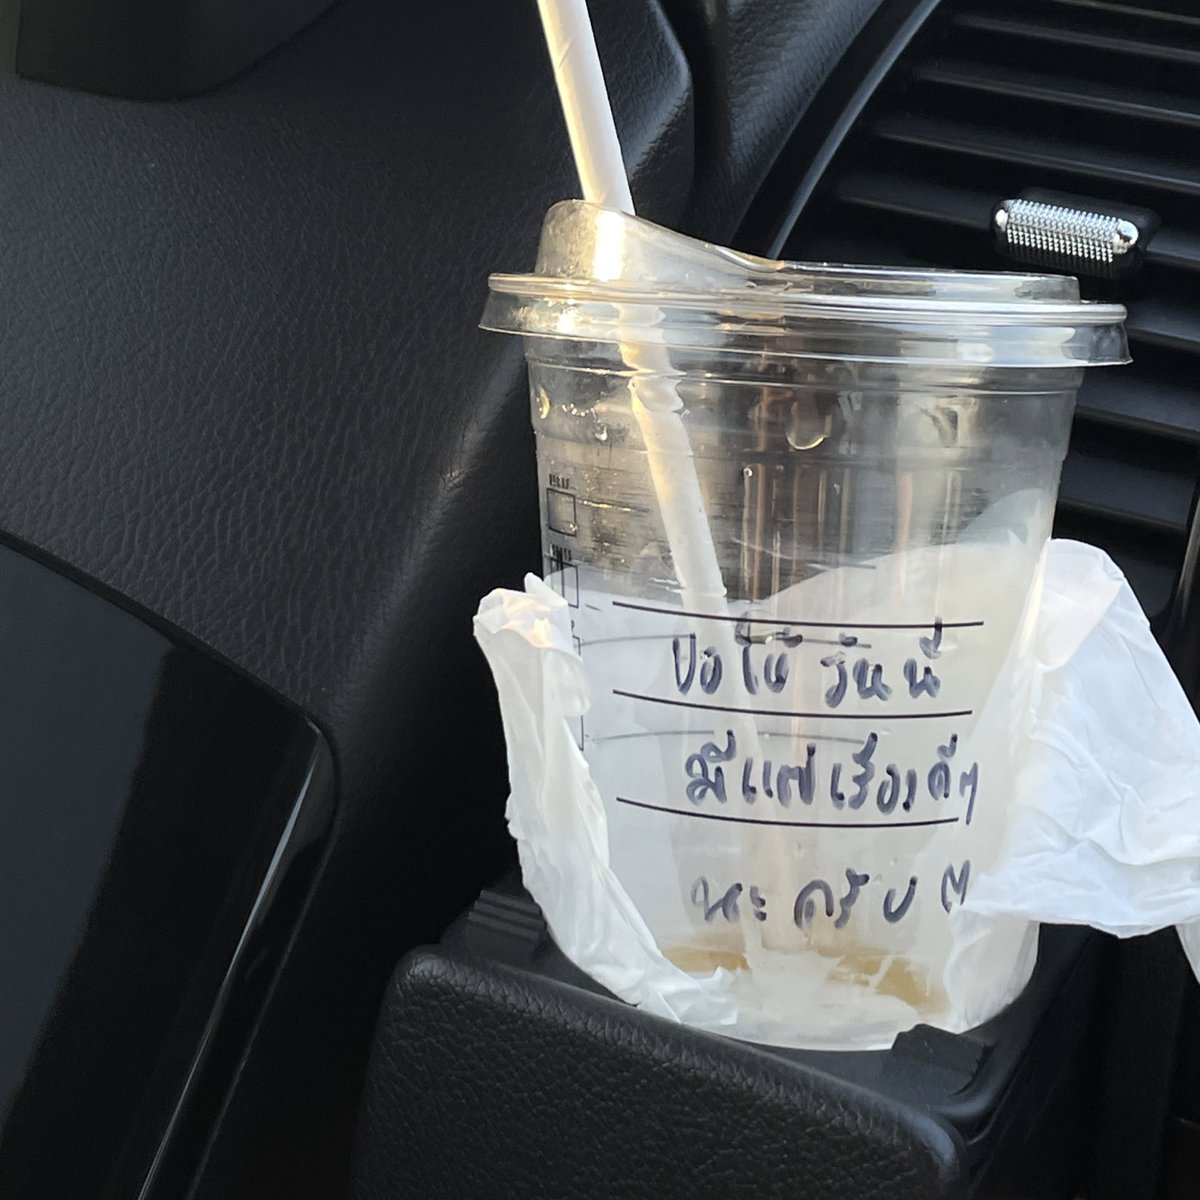 ขอให้ วันนี้
มีแต่เรื่องดีๆ
นะครับ